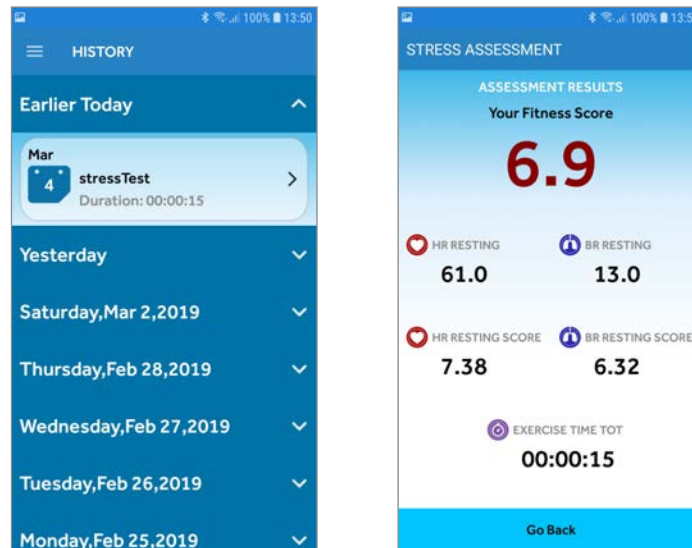 100% 13:50
HISTORY
Earlier Today
Mar
4
stressTest
Duration: 00:00:15
Yesterday
Saturday,Mar 2,2019
Thursday,Feb 28,2019
Wednesday,Feb 27,2019
Tuesday,Feb 26,2019
Monday,Feb 25,2019
100% 13:5
STRESS ASSESSMENT
ASSESSMENT RESULTS
Your Fitness Score
6.9
HR RESTING
BR RESTING
61.0
13.0
HR RESTING SCORE
BR RESTING SCORE
7.38
6.32
EXERCISE TIME TOT
00:00:15
Go Back